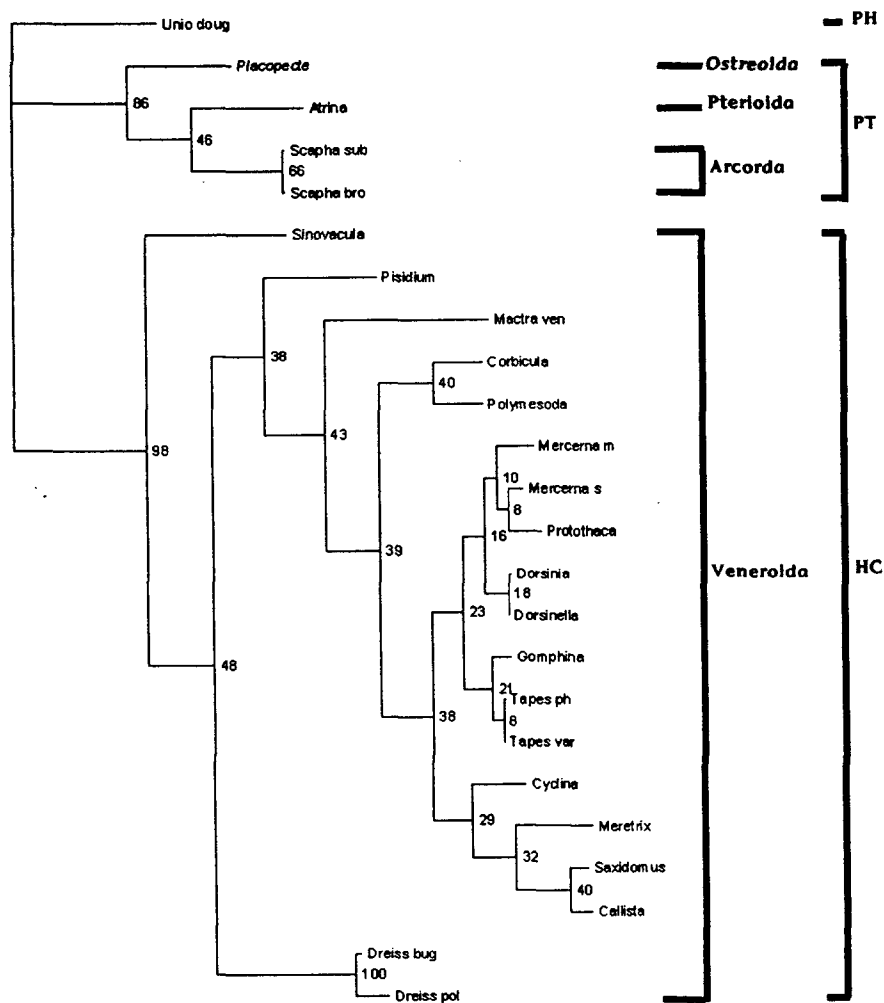 Unio doug
PH
Placopecte
Ostreoida
86
Atrina
Pterioida
PT
46
Scapha sub
66
Arcorda
Scapha bro
Sinovacula
Pisidium
Mactra ven
38
Corbicula
40
Polymesoda
43
Mercerna m
98
10
Mercerna s
8
Prototheca
16
39
Dorsinia
Veneroida
HC
18
23
Dorsinella
48
Gomphina
21
Tapes ph
38
8
Tapes var
Cyclina
29
Meretrix
32
Saxidomus
40
Callista
Dreiss bug
100
Dreiss pol